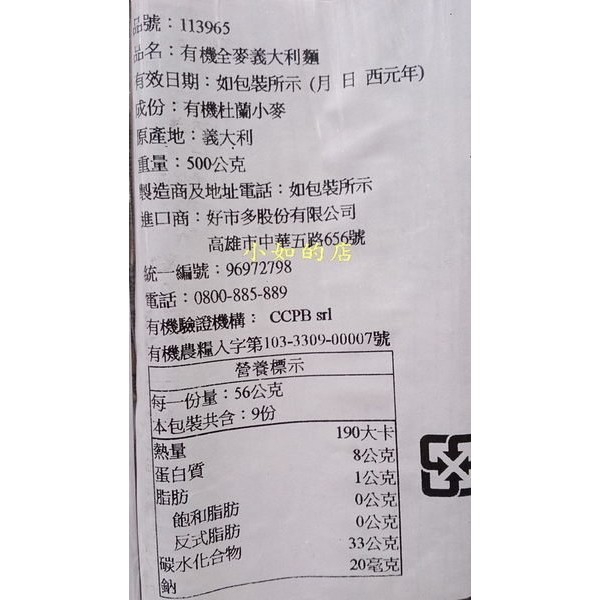 品號：113965
品名：有機全麥義大利麵
有效日期：如包裝所示 (月 日 西元年)
成份：有機杜蘭小麥
原產地：義大利
重量：500公克
製造商及地址電話：如包裝所示
進口商：好市多股份有限公司
高雄市中華五路656號
小如的店
統一編號：96972798
電話：0800-885-889
有機驗證機構： CCPB srl
有機農糧入字第103-3309-00007號
營養標示
每一份量：56公克
本包裝共含：9份
熱量 190大卡
蛋白質 8公克
脂肪 1公克
飽和脂肪 0公克
反式脂肪 0公克
碳水化合物 33公克
鈉 20毫克